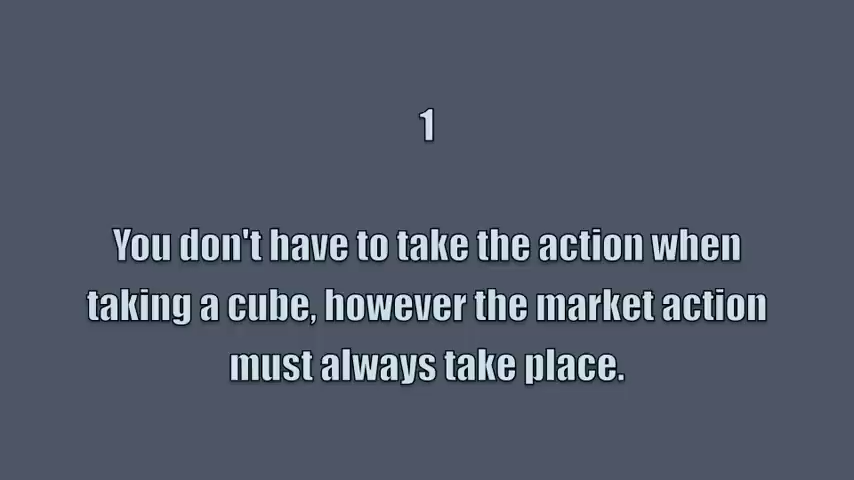 1
You don't have to take the action when
taking a cube, however the market action
must always take place.